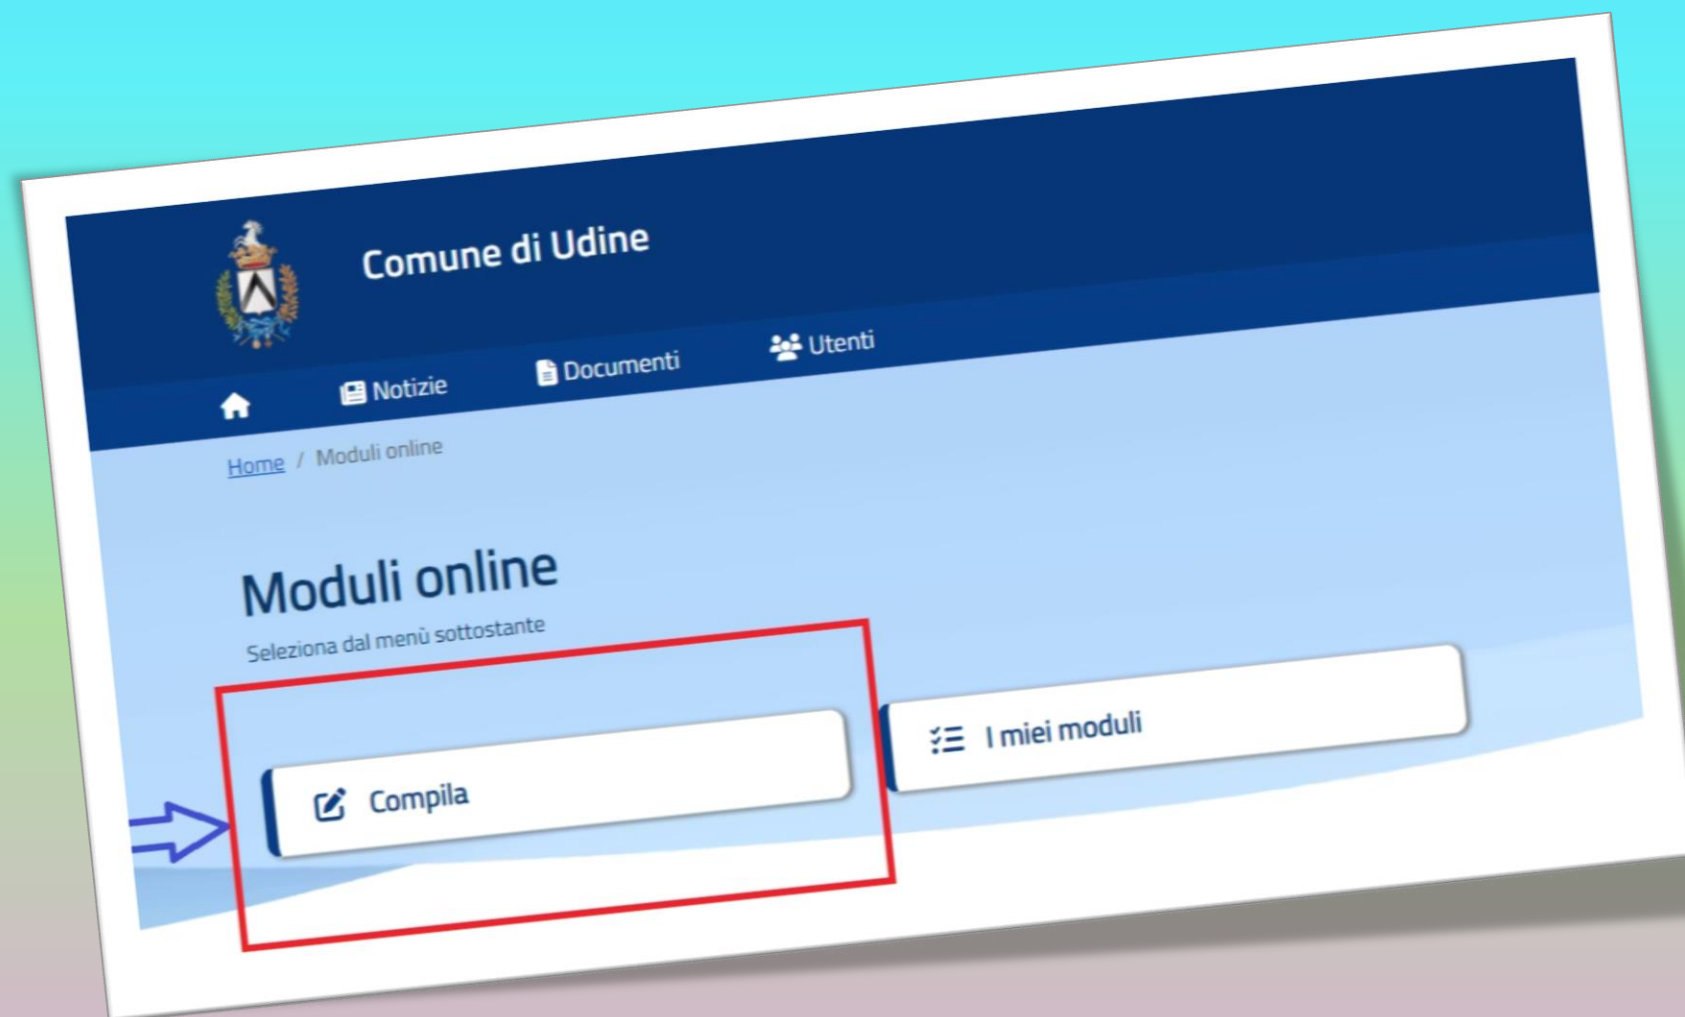 Comune di Udine
Notizie Documenti Utenti
Home / Moduli online
Moduli online
Seleziona dal menù sottostante
Compila I miei moduli